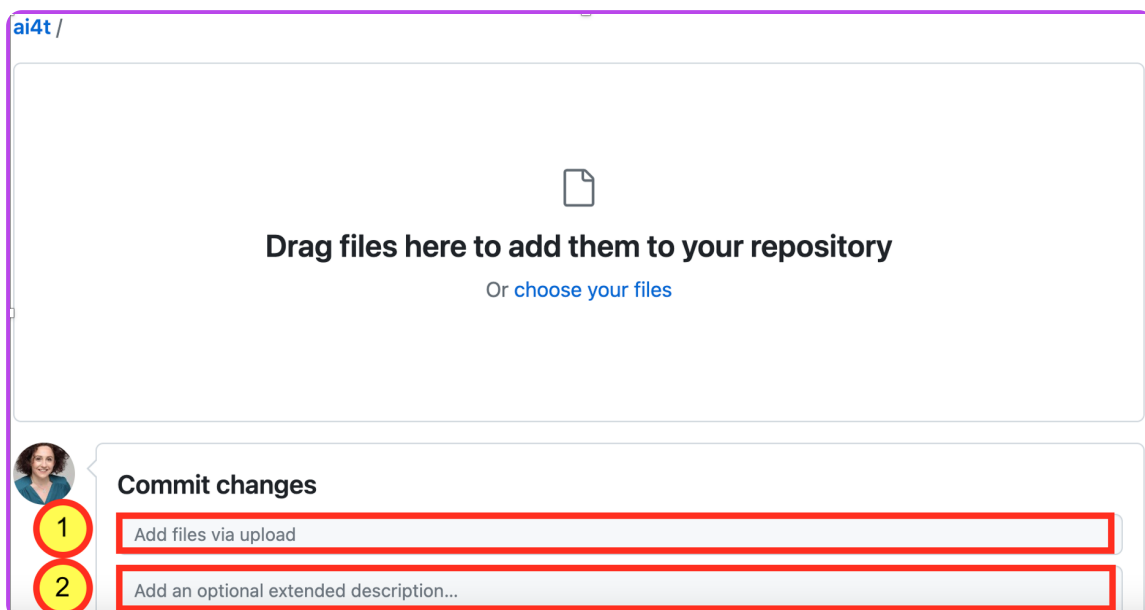 ai4t /
Drag files here to add them to your repository
Or choose your files
Commit changes
1
Add files via upload
2
Add an optional extended description...